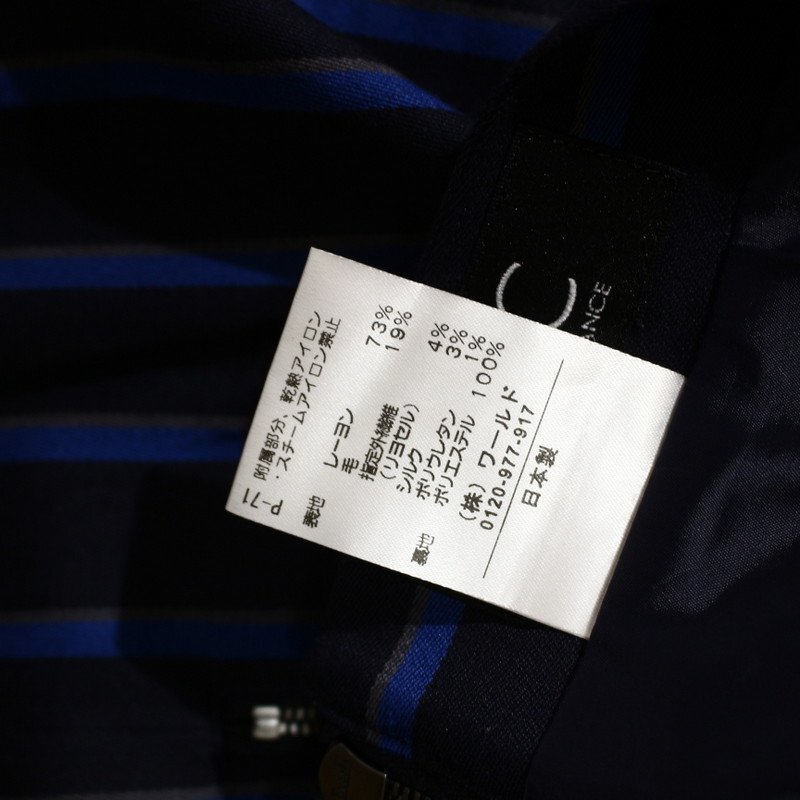 附属部分、乾熱アイロン
・スチームアイロン禁止
表地 レーヨン 73%
毛 19%
指定外繊維
(リヨセル) 4%
シルク 3%
ポリウレタン 1%
裏地 ポリエステル 100%
(株)ワールド
0120-977-917
日本製
C
ANCE